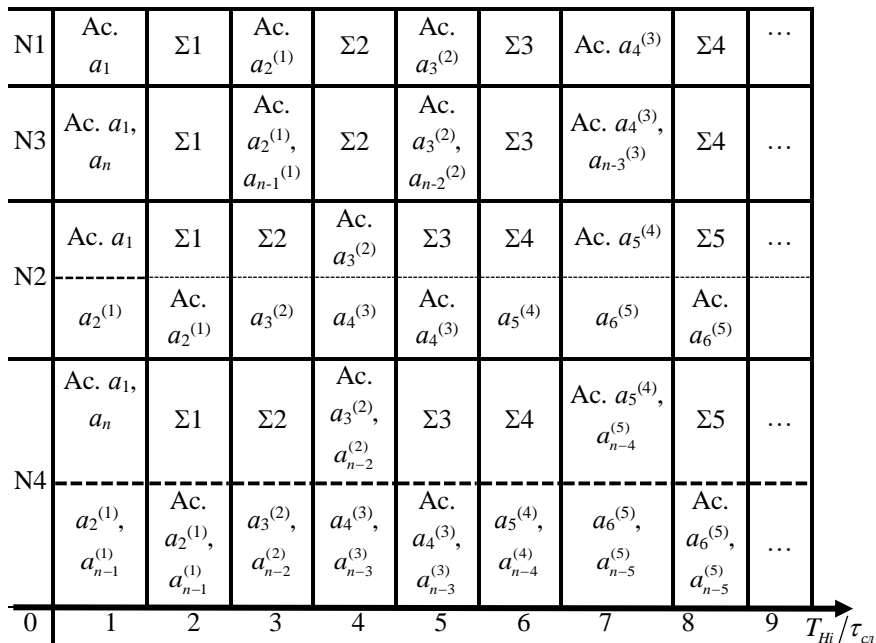 N1 Ac. a₁ Σ1 Ac. a₂⁽¹⁾ Σ2 Ac. a₃⁽²⁾ Σ3 Ac. a₄⁽³⁾ Σ4 …
N3 Ac. a₁, aₙ Σ1 Ac. a₂⁽¹⁾, aₙ₋₁⁽¹⁾ Σ2 Ac. a₃⁽²⁾, aₙ₋₂⁽²⁾ Σ3 Ac. a₄⁽³⁾, aₙ₋₃⁽³⁾ Σ4 …
N2 Ac. a₁ Σ1 Σ2 Ac. a₃⁽²⁾ Σ3 Σ4 Ac. a₅⁽⁴⁾ Σ5 …
a₂⁽¹⁾ Ac. a₂⁽¹⁾ a₃⁽²⁾ a₄⁽³⁾ Ac. a₄⁽³⁾ a₅⁽⁴⁾ a₆⁽⁵⁾ Ac. a₆⁽⁵⁾
N4 Ac. a₁, aₙ Σ1 Σ2 Ac. a₃⁽²⁾, aₙ₋₂⁽²⁾ Σ3 Σ4 Ac. a₅⁽⁴⁾, aₙ₋₄⁽⁵⁾ Σ5 …
a₂⁽¹⁾, aₙ₋₁⁽¹⁾ Ac. a₂⁽¹⁾, aₙ₋₁⁽¹⁾ a₃⁽²⁾, aₙ₋₂⁽²⁾ a₄⁽³⁾, aₙ₋₃⁽³⁾ Ac. a₄⁽³⁾, aₙ₋₃⁽³⁾ a₅⁽⁴⁾, aₙ₋₄⁽⁴⁾ a₆⁽⁵⁾, aₙ₋₅⁽⁵⁾ Ac. a₆⁽⁵⁾, aₙ₋₅⁽⁵⁾ …
0 1 2 3 4 5 6 7 8 9 T_Hi/τ_сл